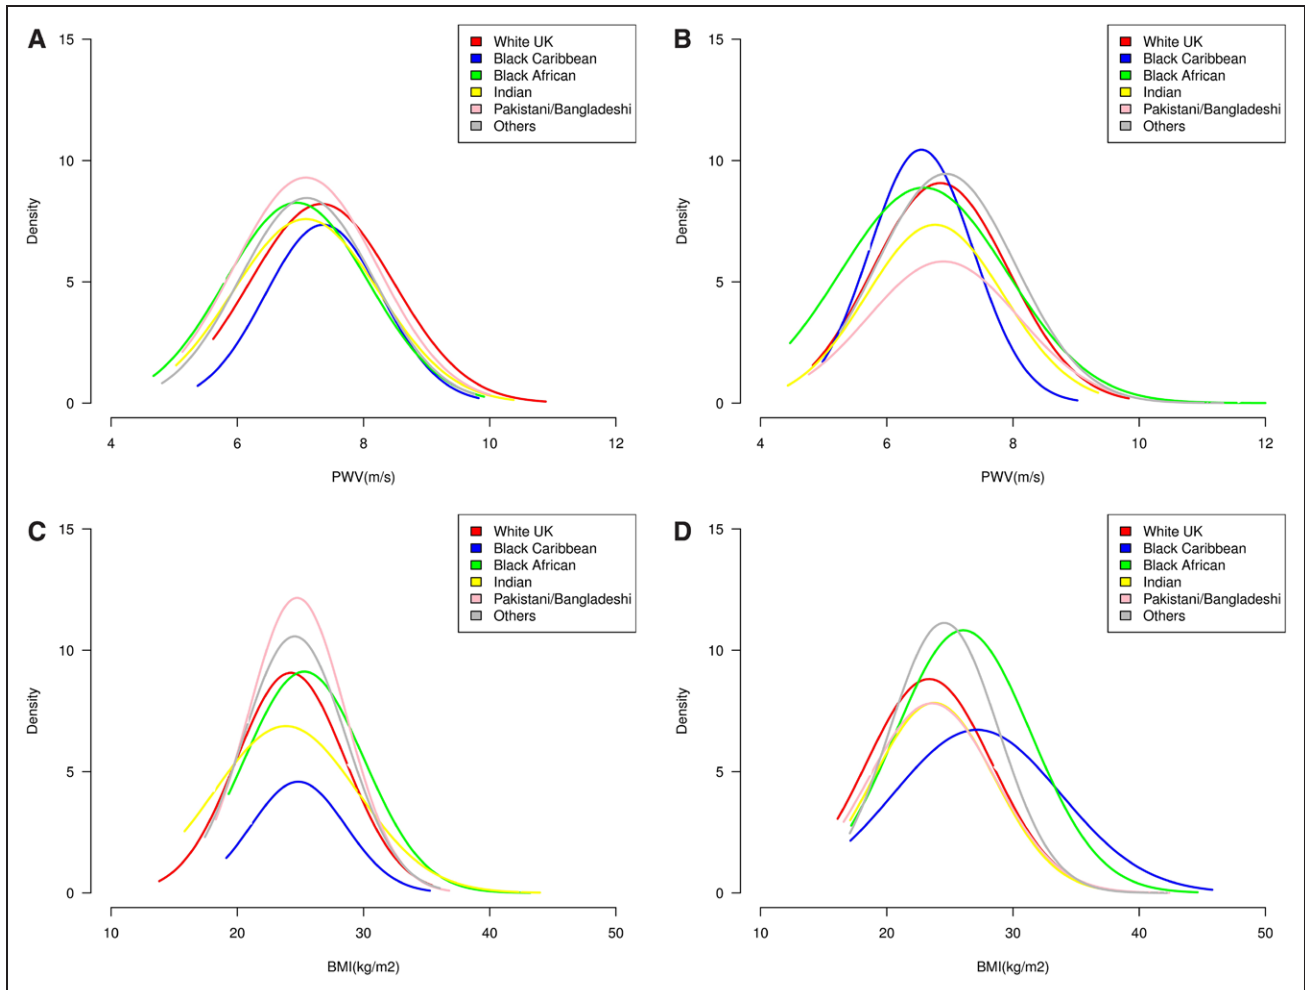 A
15
10
5
0
Density
4 6 8 10 12
PWV(m/s)
White UK
Black Caribbean
Black African
Indian
Pakistani/Bangladeshi
Others
B
15
10
5
0
Density
4 6 8 10 12
PWV(m/s)
White UK
Black Caribbean
Black African
Indian
Pakistani/Bangladeshi
Others
C
15
10
5
0
Density
10 20 30 40 50
BMI(kg/m2)
White UK
Black Caribbean
Black African
Indian
Pakistani/Bangladeshi
Others
D
15
10
5
0
Density
10 20 30 40 50
BMI(kg/m2)
White UK
Black Caribbean
Black African
Indian
Pakistani/Bangladeshi
Others